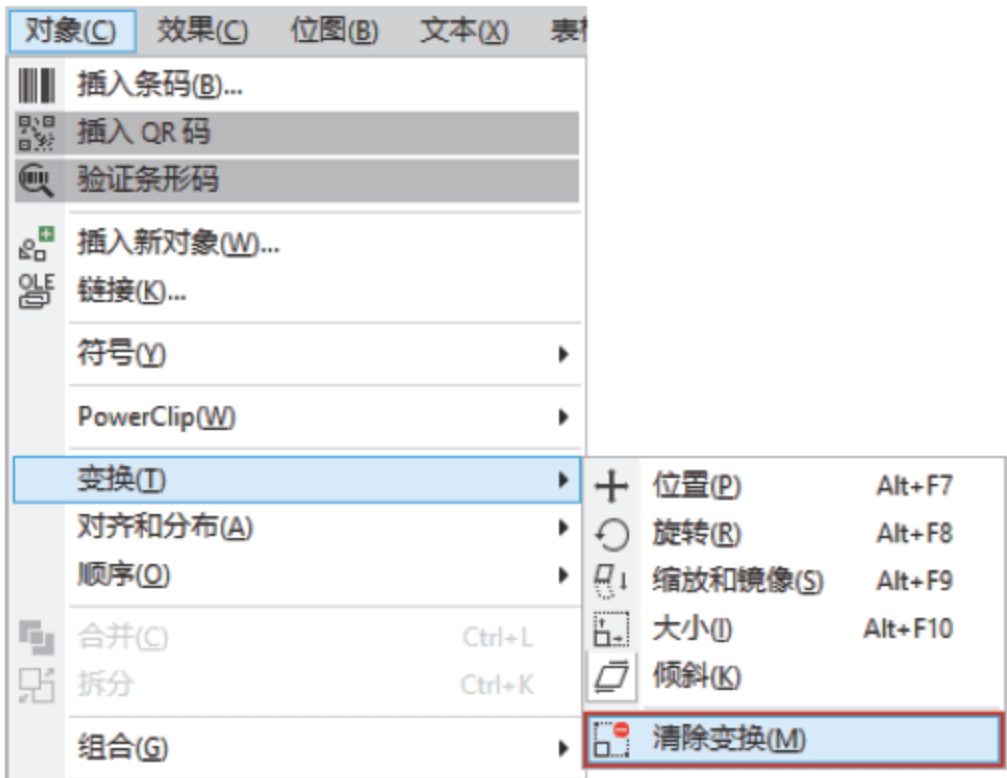 对象(C) 效果(C) 位图(B) 文本(X) 表
插入条码(B)...
插入 QR 码
验证条形码
插入新对象(W)...
OLE 链接(K)...
符号(Y)
PowerClip(W)
变换(T)
对齐和分布(A)
顺序(O)
合并(C) Ctrl+L
拆分 Ctrl+K
组合(G)
位置(P) Alt+F7
旋转(R) Alt+F8
缩放和镜像(S) Alt+F9
大小(I) Alt+F10
倾斜(K)
清除变换(M)